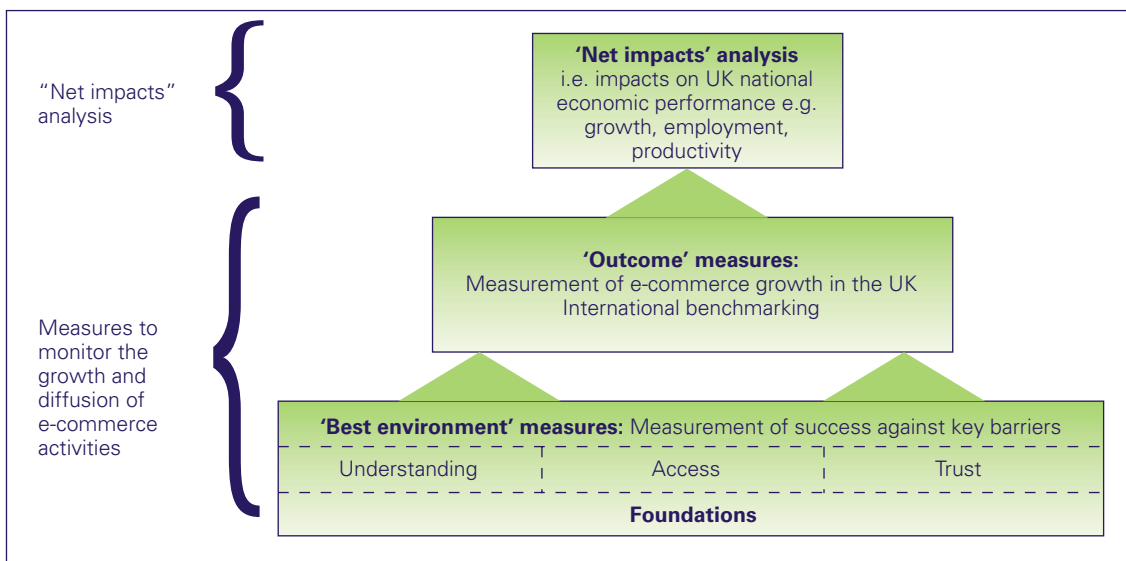 “Net impacts”
analysis
‘Net impacts’ analysis
i.e. impacts on UK national
economic performance e.g.
growth, employment,
productivity
Measures to
monitor the
growth and
diffusion of
e-commerce
activities
‘Outcome’ measures:
Measurement of e-commerce growth in the UK
International benchmarking
‘Best environment’ measures: Measurement of success against key barriers
Understanding
Access
Trust
Foundations